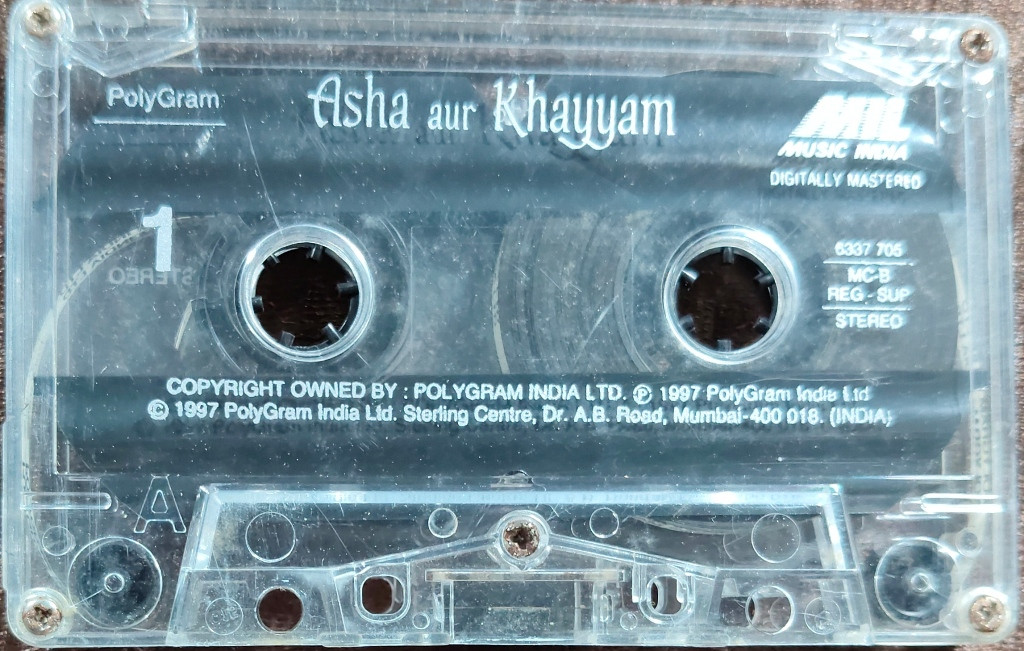 PolyGram
Asha aur Khayyam
MIL
MUSIC INDIA
DIGITALLY MASTERED
1
STEREO
6337 705
MC-B
REG - SUP
STEREO
COPYRIGHT OWNED BY : POLYGRAM INDIA LTD. ℗ 1997 PolyGram India Ltd
© 1997 PolyGram India Ltd. Sterling Centre, Dr. A.B. Road, Mumbai-400 018. (INDIA)
A